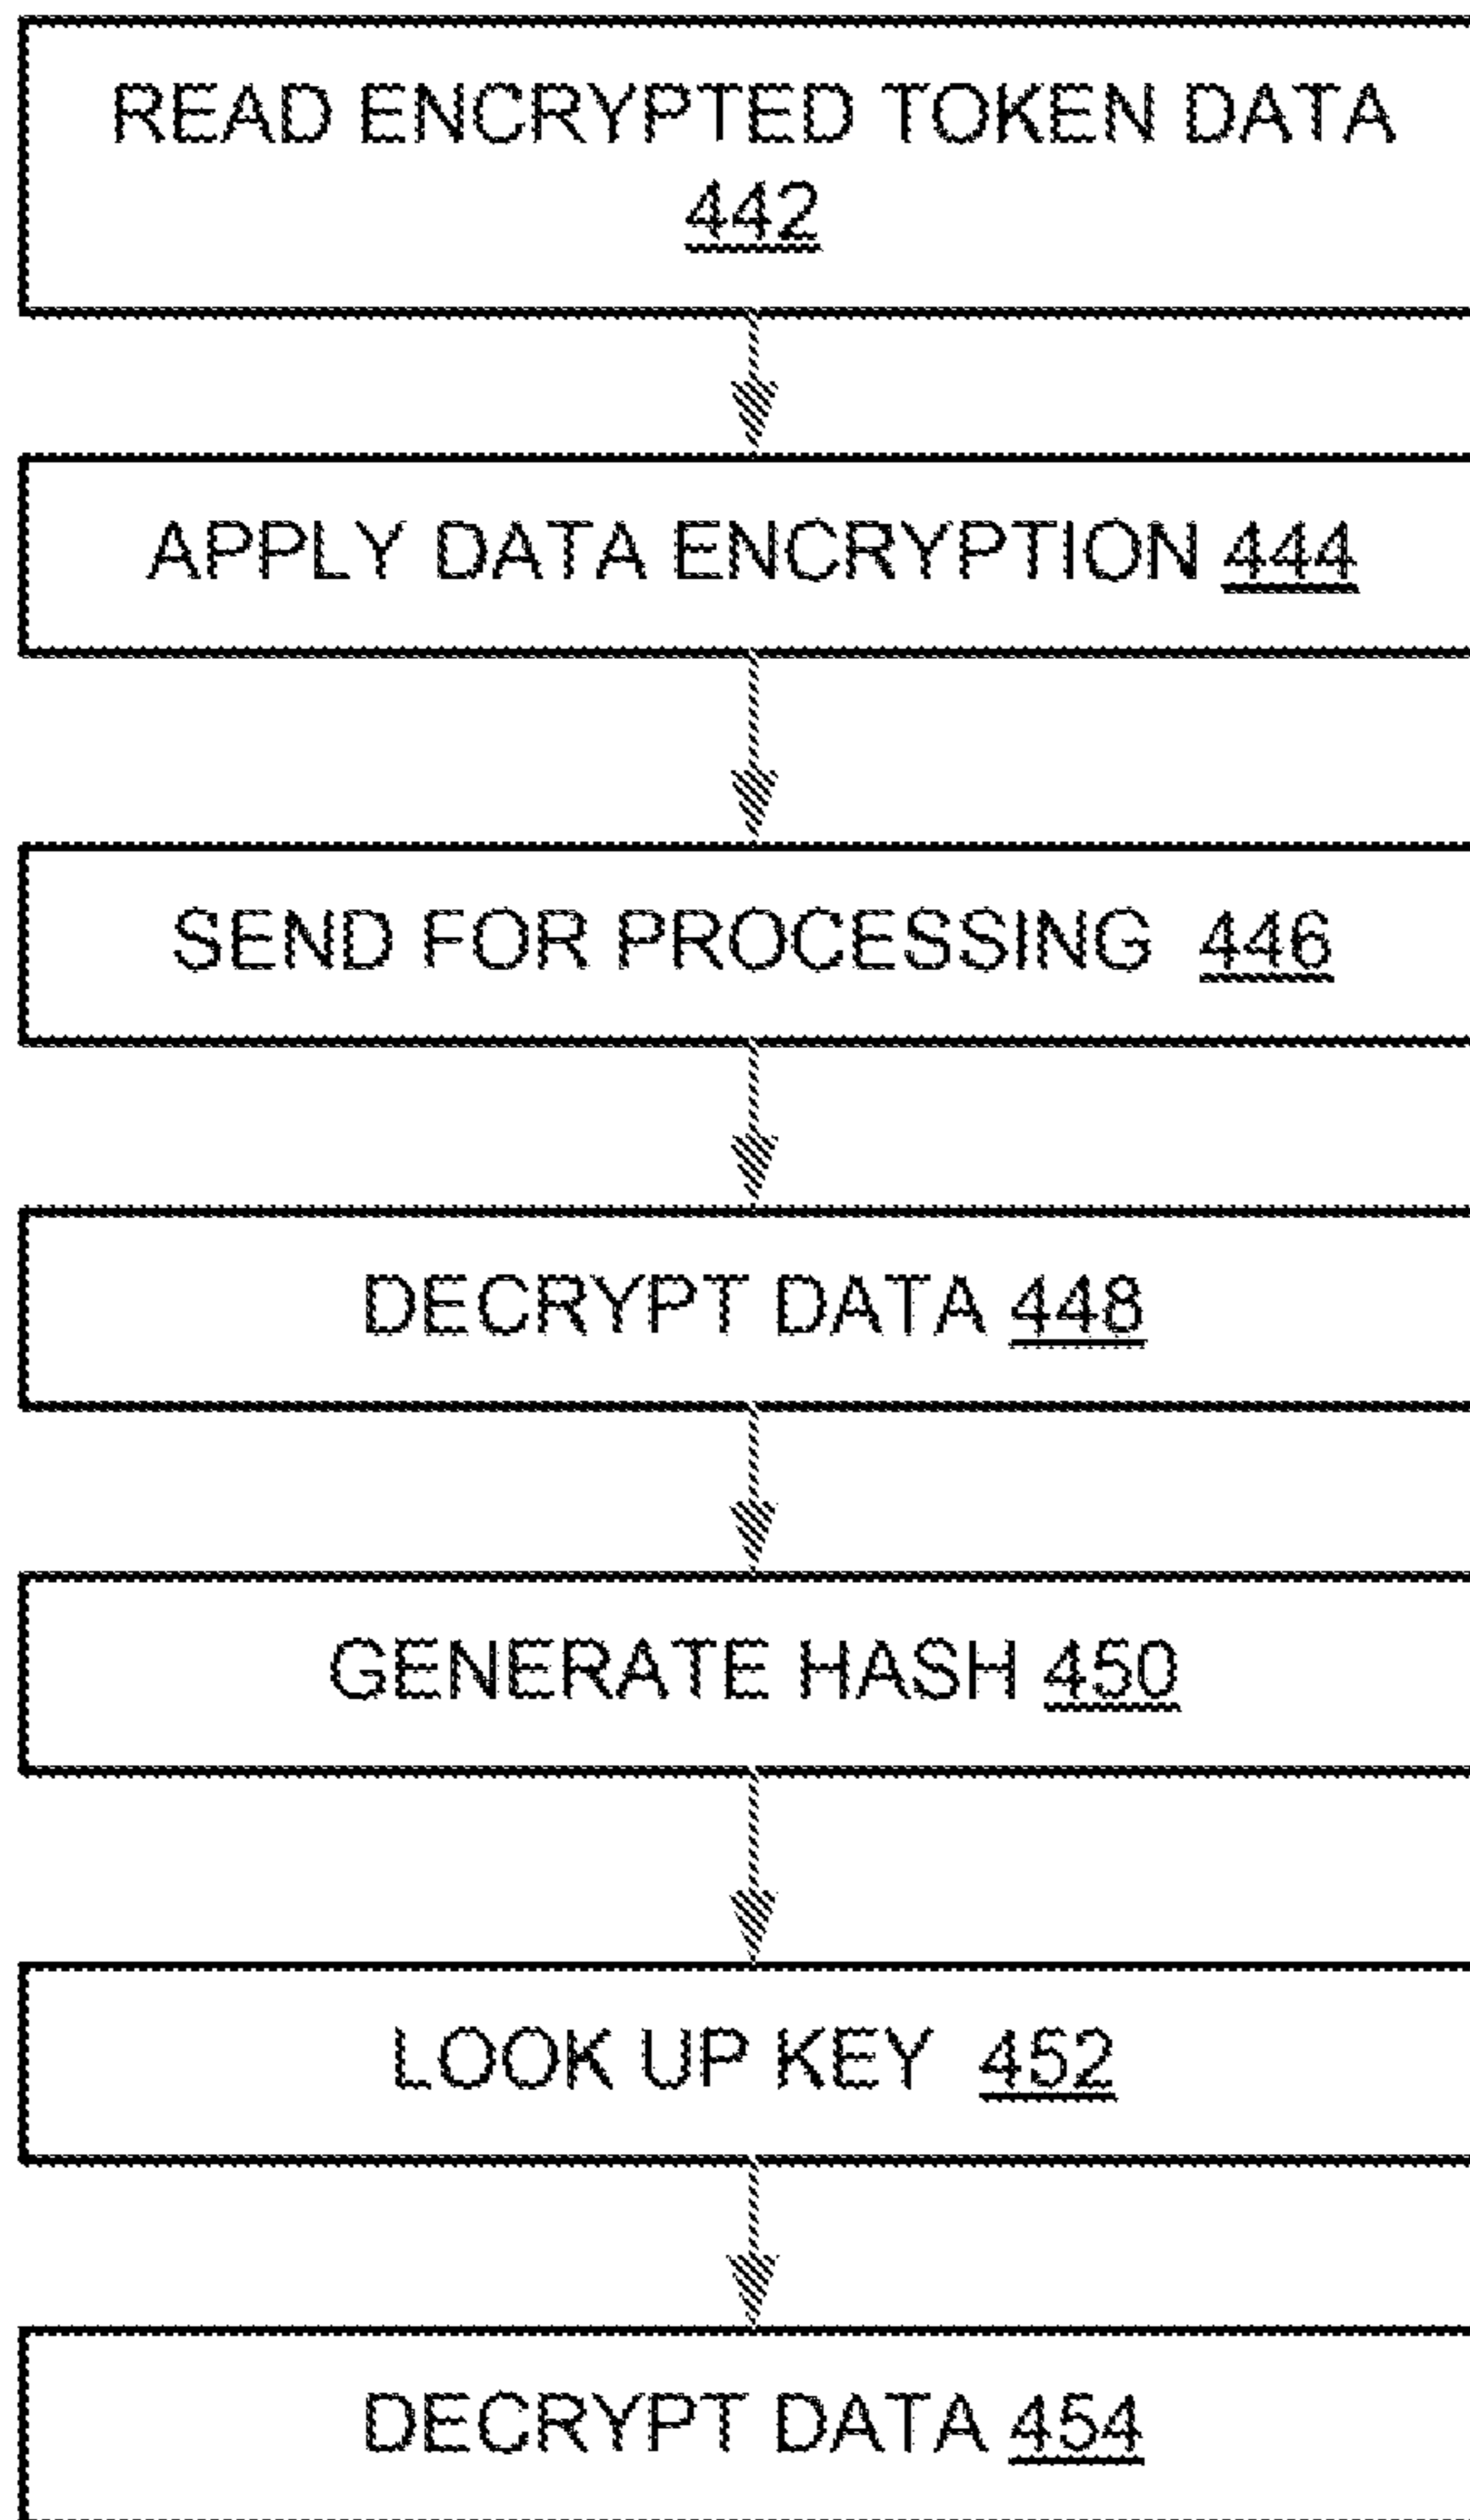 READ ENCRYPTED TOKEN DATA
442
APPLY DATA ENCRYPTION 444
SEND FOR PROCESSING 446
DECRYPT DATA 448
GENERATE HASH 450
LOOK UP KEY 452
DECRYPT DATA 454